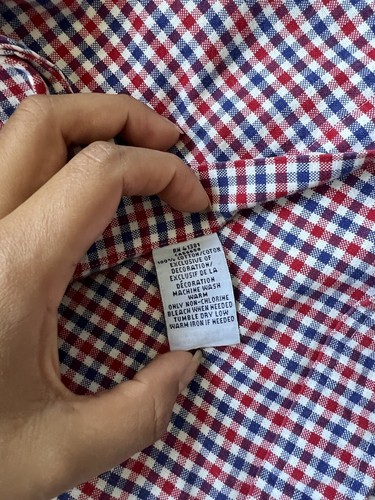 RN 41381
100% COTTON/COTON
EXCLUSIVE OF
DECORATION/
EXCLUSIF DE LA
DÉCORATION
MACHINE WASH
WARM
ONLY NON-CHLORINE
BLEACH WHEN NEEDED
TUMBLE DRY LOW
WARM IRON IF NEEDED